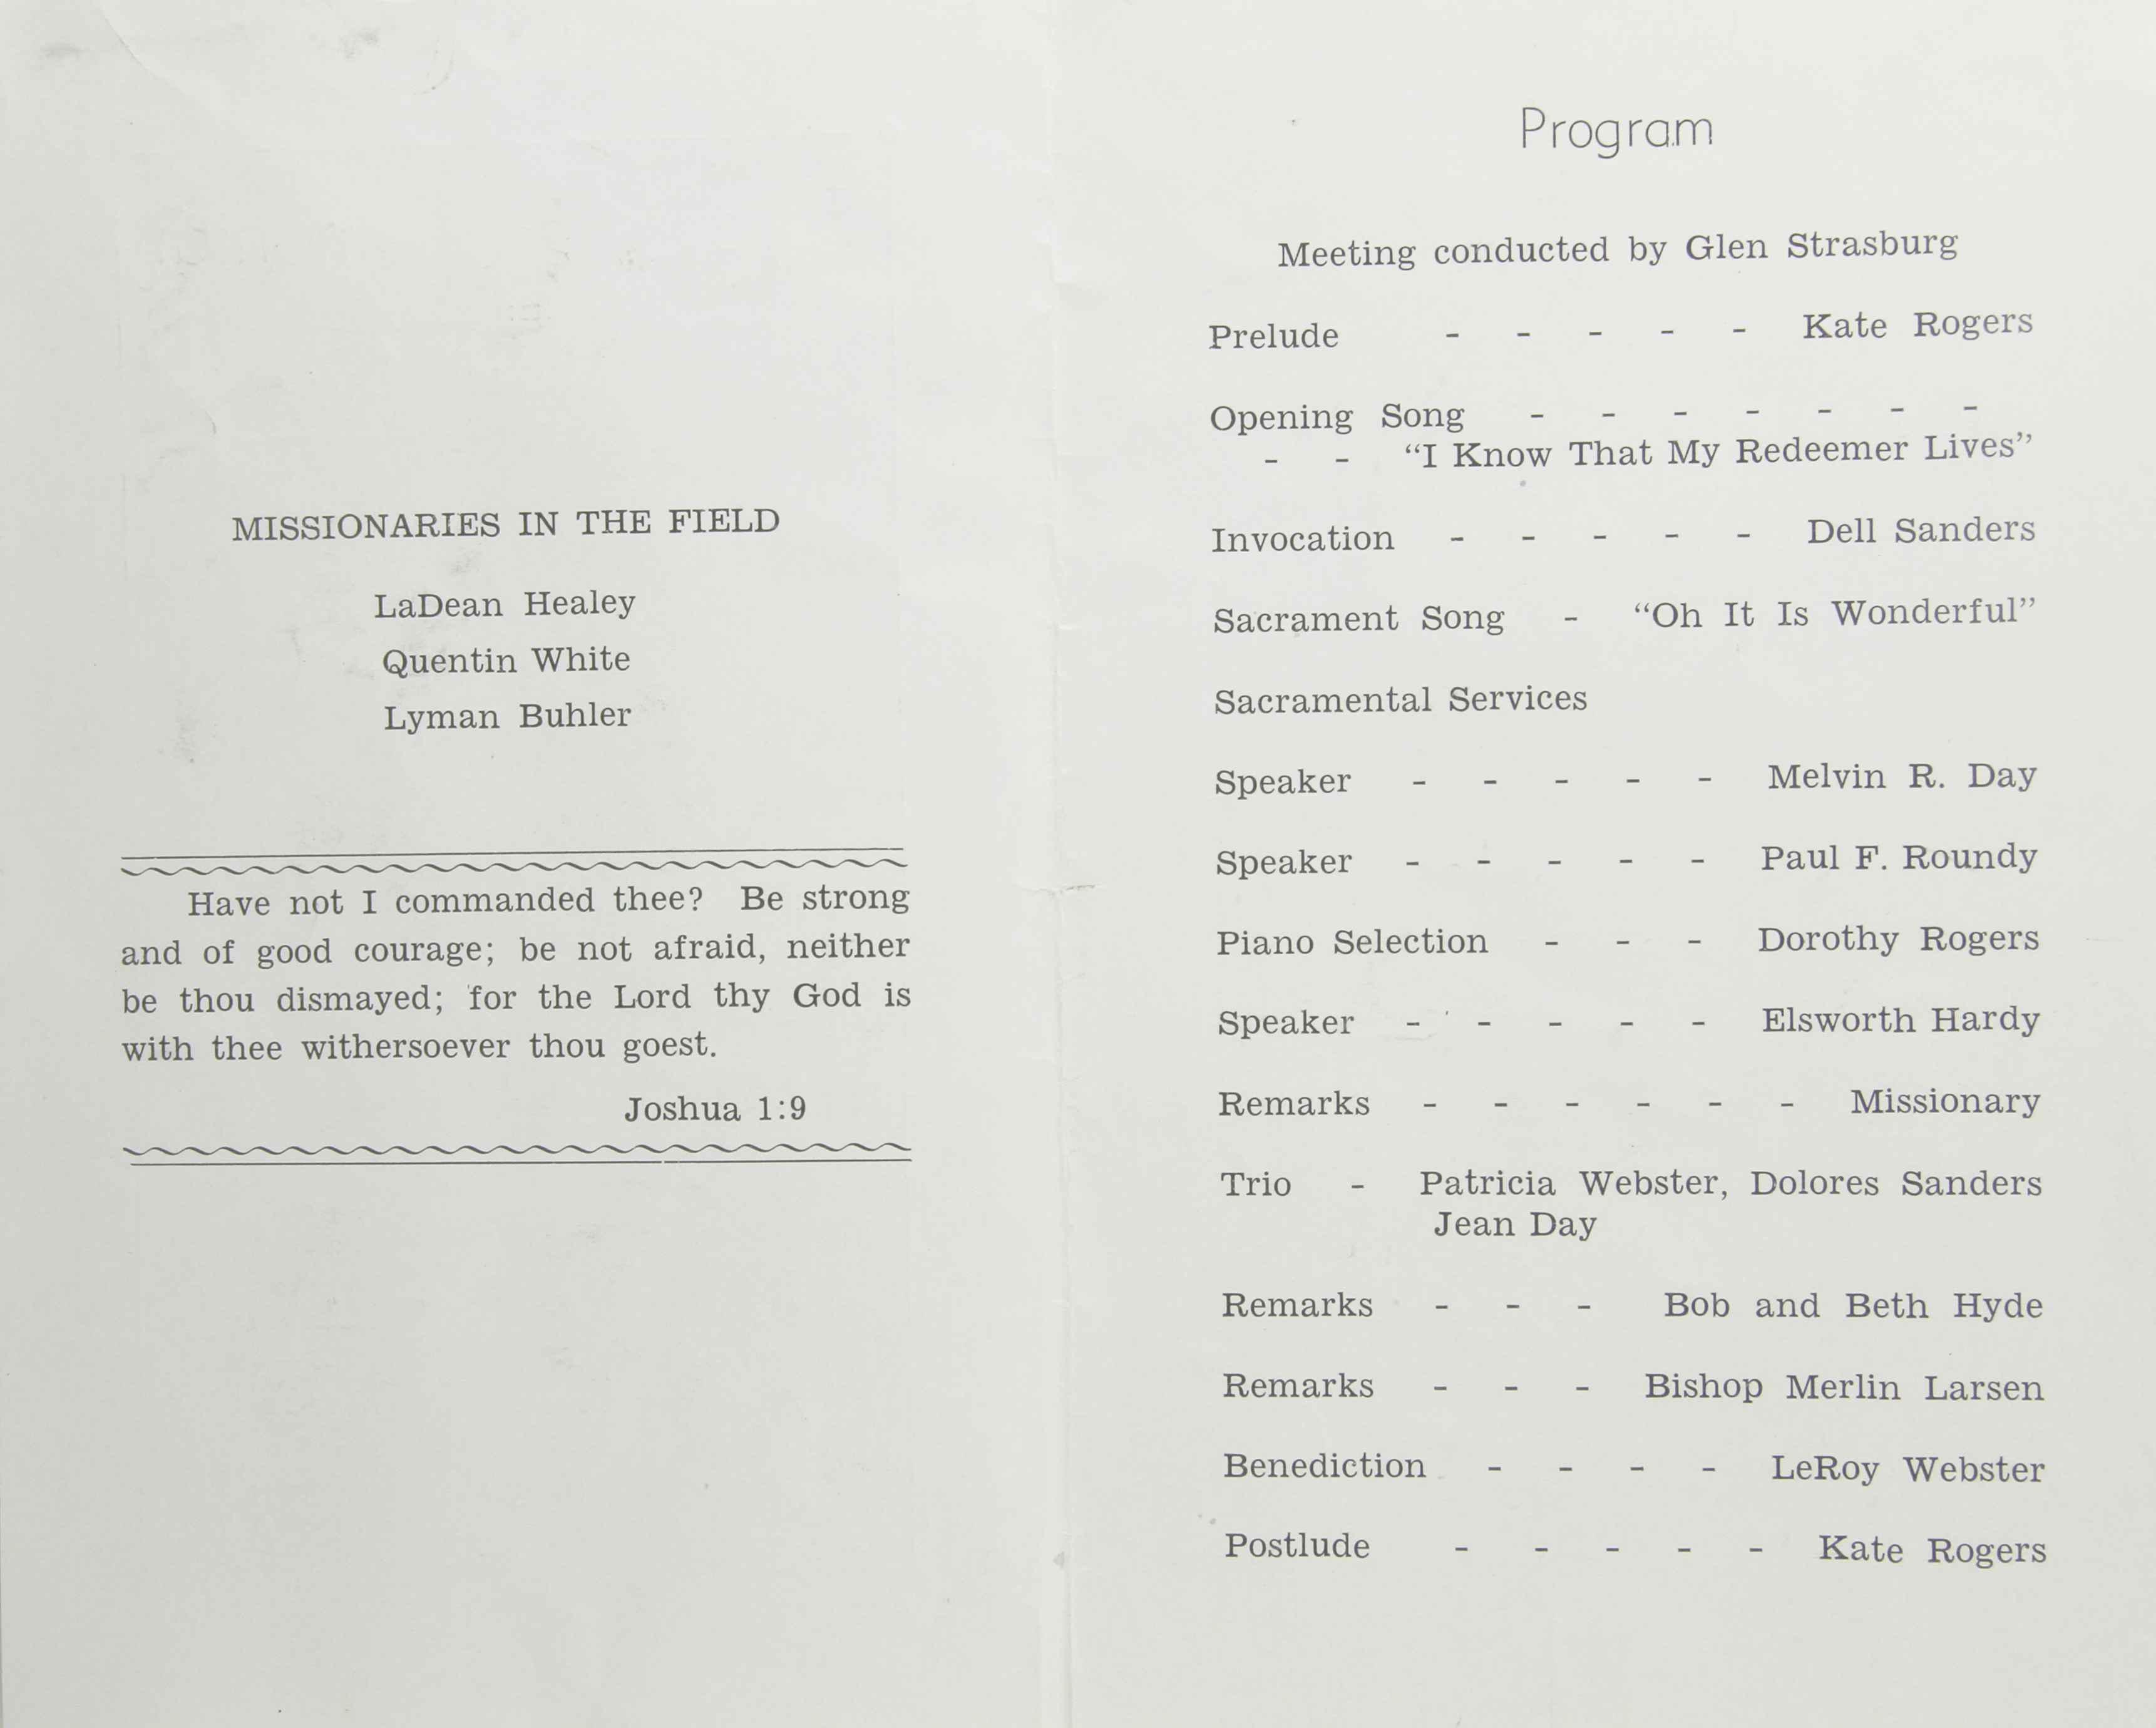 MISSIONARIES IN THE FIELD
LaDean Healey
Quentin White
Lyman Buhler
Have not I commanded thee? Be strong
and of good courage; be not afraid, neither
be thou dismayed; for the Lord thy God is
with thee withersoever thou goest.
Joshua 1:9
Program
Meeting conducted by Glen Strasburg
Prelude - - - - - Kate Rogers
Opening Song - - - - - - -
- - “I Know That My Redeemer Lives”
Invocation - - - - - Dell Sanders
Sacrament Song - “Oh It Is Wonderful”
Sacramental Services
Speaker - - - - - Melvin R. Day
Speaker - - - - - Paul F. Roundy
Piano Selection - - - Dorothy Rogers
Speaker - - - - - Elsworth Hardy
Remarks - - - - - - Missionary
Trio - Patricia Webster, Dolores Sanders
Jean Day
Remarks - - - Bob and Beth Hyde
Remarks - - - Bishop Merlin Larsen
Benediction - - - - LeRoy Webster
Postlude - - - - - Kate Rogers